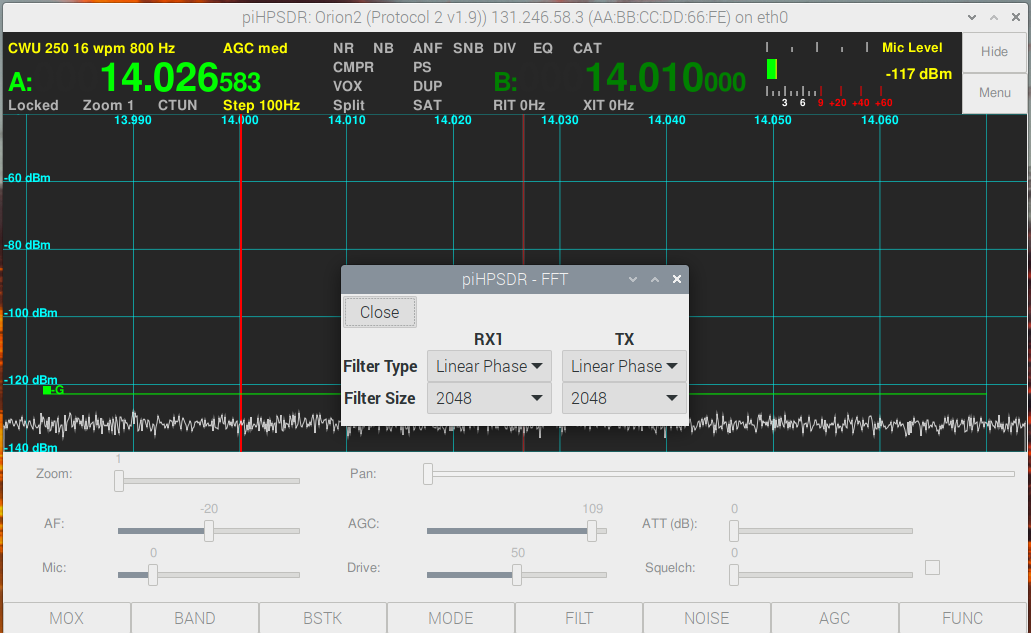 piHPSDR: Orion2 (Protocol 2 v1.9)) 131.246.58.3 (AA:BB:CC:DD:66:FE) on eth0
CWU 250 16 wpm 800 Hz AGC med NR NB ANF SNB DIV EQ CAT Mic Level Hide
CMPR PS
A: 14.026583 VOX DUP B: 14.010000 -117 dBm
Locked Zoom 1 CTUN Step 100Hz Split SAT RIT 0Hz XIT 0Hz 3 6 9 +20 +40 +60 Menu
13.990 14.000 14.010 14.020 14.030 14.040 14.050 14.060
-60 dBm
-80 dBm
-100 dBm
-120 dBm
-G
-140 dBm
piHPSDR - FFT
Close
RX1 TX
Filter Type Linear Phase Linear Phase
Filter Size 2048 2048
Zoom: 1 Pan:
AF: -20 AGC: 109 ATT (dB): 0
Mic: 0 Drive: 50 Squelch: 0
MOX BAND BSTK MODE FILT NOISE AGC FUNC